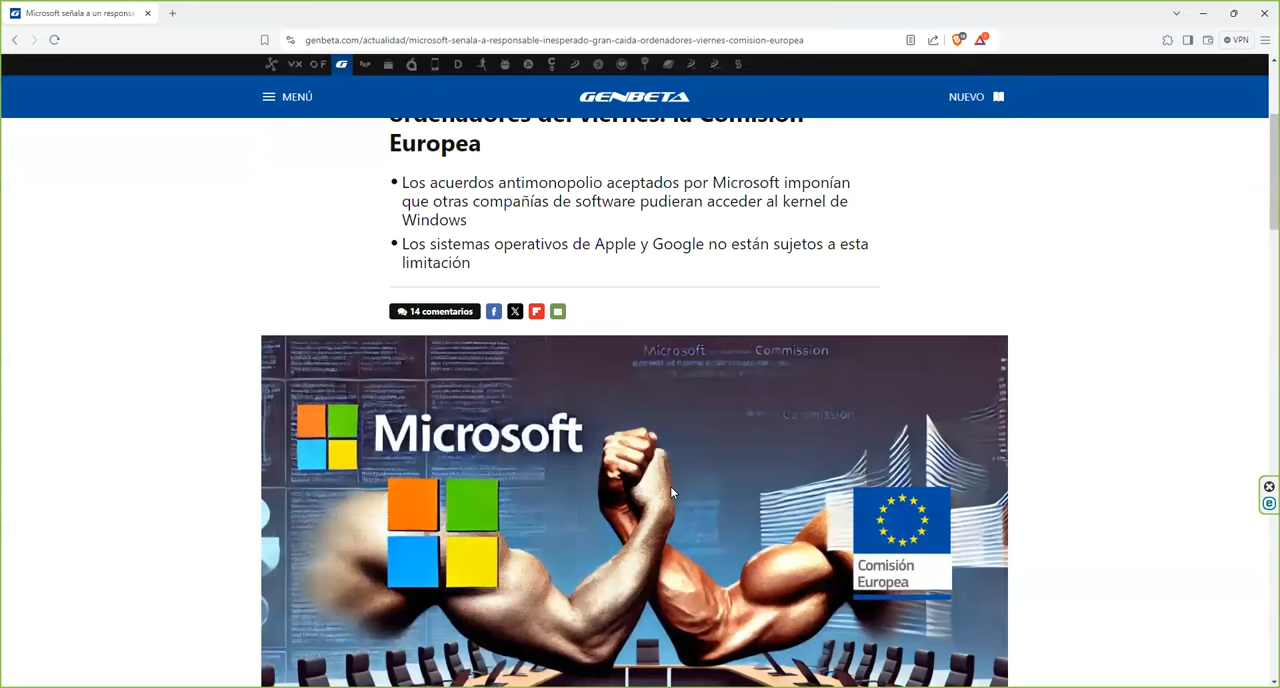 Microsoft señala a un responsa
genbeta.com/actualidad/microsoft-senala-a-responsable-inesperado-gran-caida-ordenadores-viernes-comision-europea
VPN
MENÚ
GENBETA
NUEVO
ordenadores del viernes: la Comisión
Europea
• Los acuerdos antimonopolio aceptados por Microsoft imponían
que otras compañías de software pudieran acceder al kernel de
Windows
• Los sistemas operativos de Apple y Google no están sujetos a esta
limitación
14 comentarios
Microsoft Commission
Commission
Microsoft
Comisión
Europea